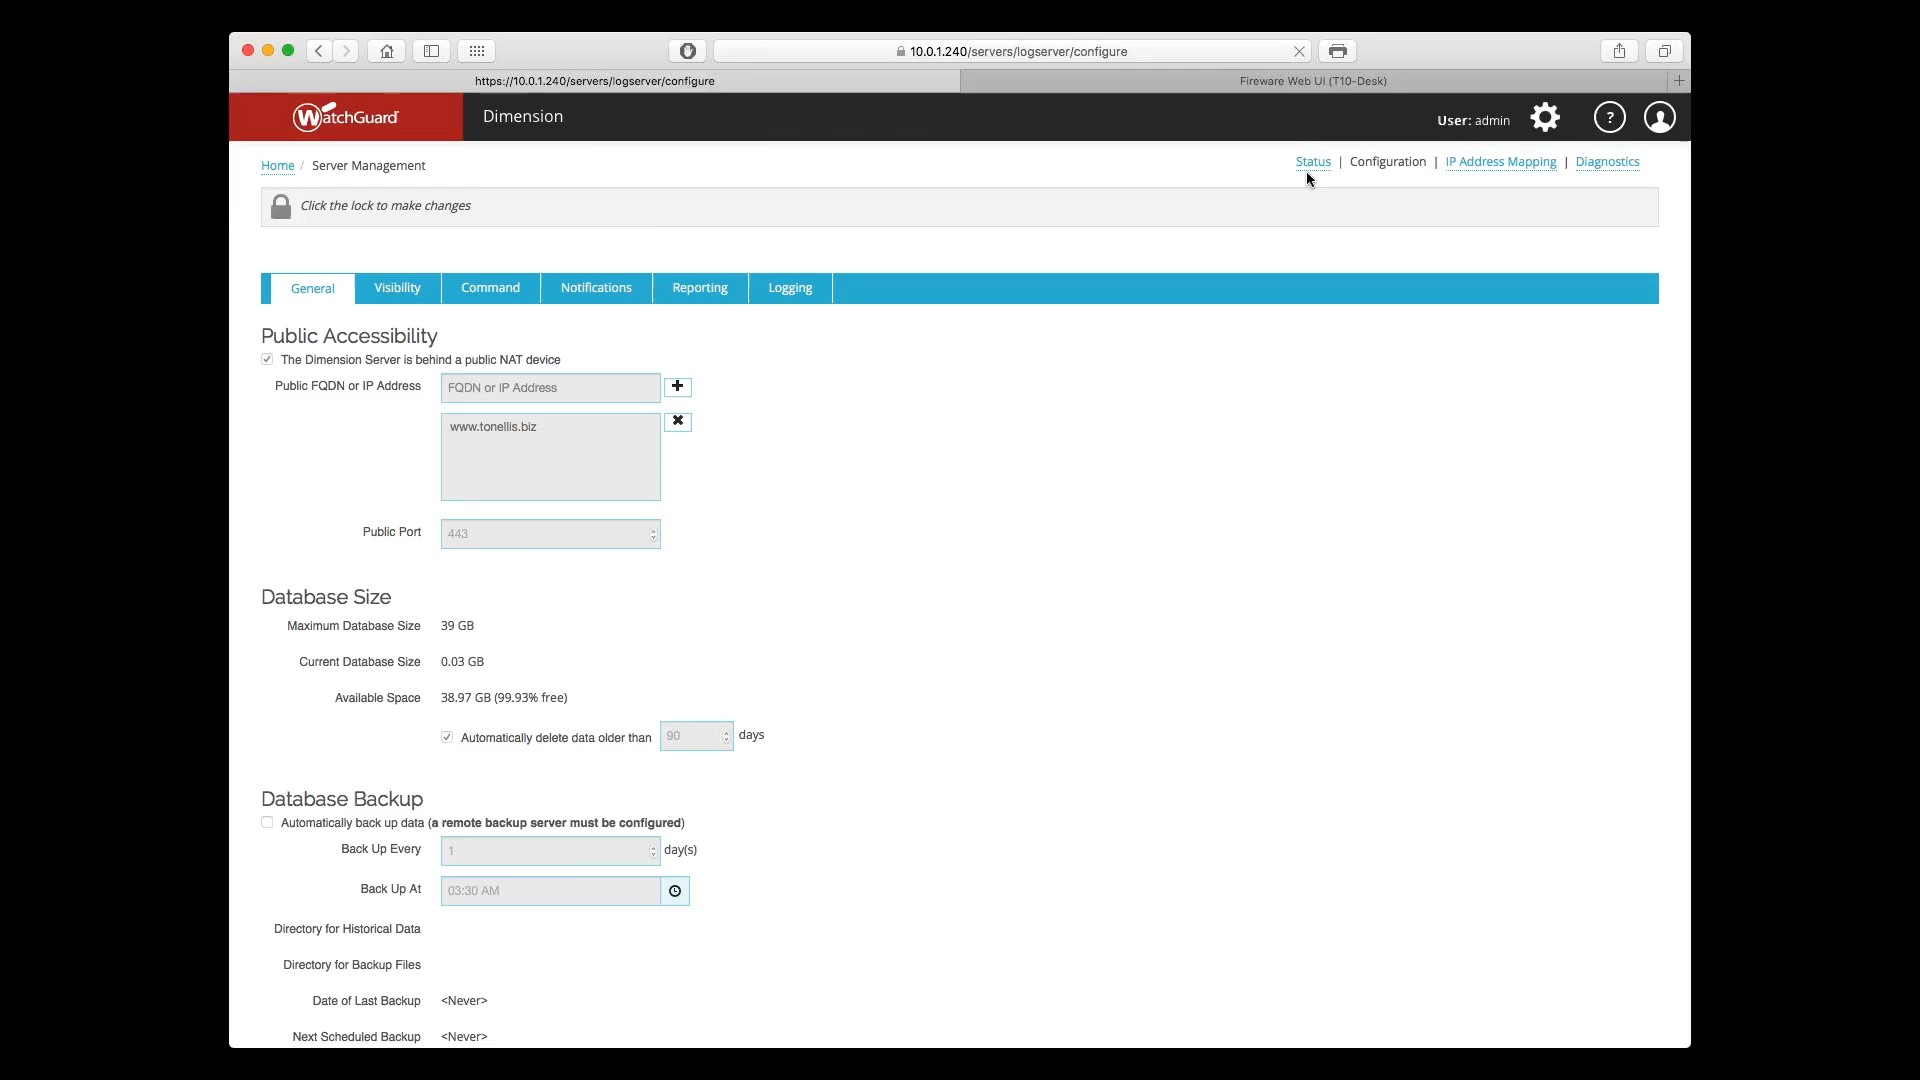 10.0.1.240/servers/logserver/configure
https://10.0.1.240/servers/logserver/configure
Fireware Web UI (T10-Desk)
WatchGuard
Dimension
User: admin
?
Home / Server Management
Status | Configuration | IP Address Mapping | Diagnostics
Click the lock to make changes
General
Visibility
Command
Notifications
Reporting
Logging
Public Accessibility
The Dimension Server is behind a public NAT device
Public FQDN or IP Address
FQDN or IP Address
www.tonellis.biz
Public Port
443
Database Size
Maximum Database Size
39 GB
Current Database Size
0.03 GB
Available Space
38.97 GB (99.93% free)
Automatically delete data older than
90
days
Database Backup
Automatically back up data (a remote backup server must be configured)
Back Up Every
1
day(s)
Back Up At
03:30 AM
Directory for Historical Data
Directory for Backup Files
Date of Last Backup
<Never>
Next Scheduled Backup
<Never>